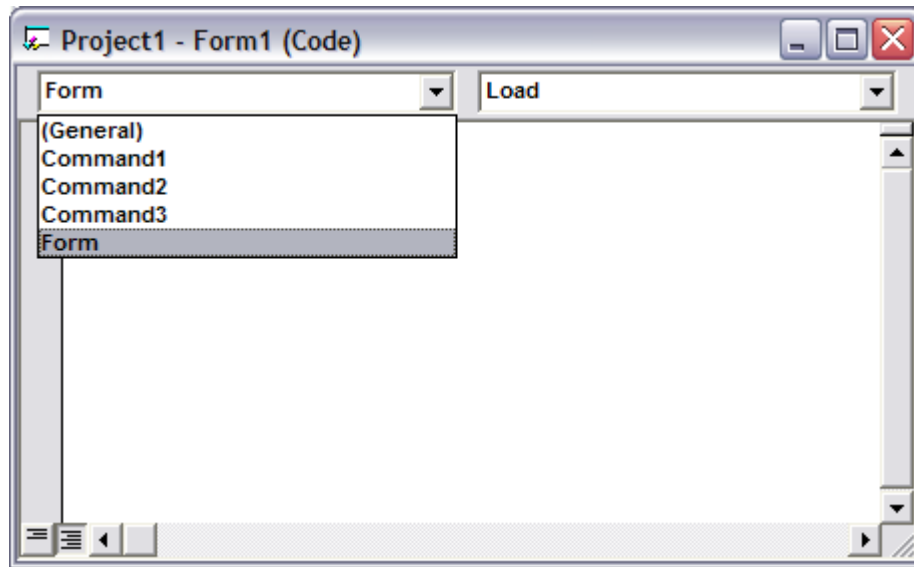 Project1 - Form1 (Code)
Form
Load
(General)
Command1
Command2
Command3
Form